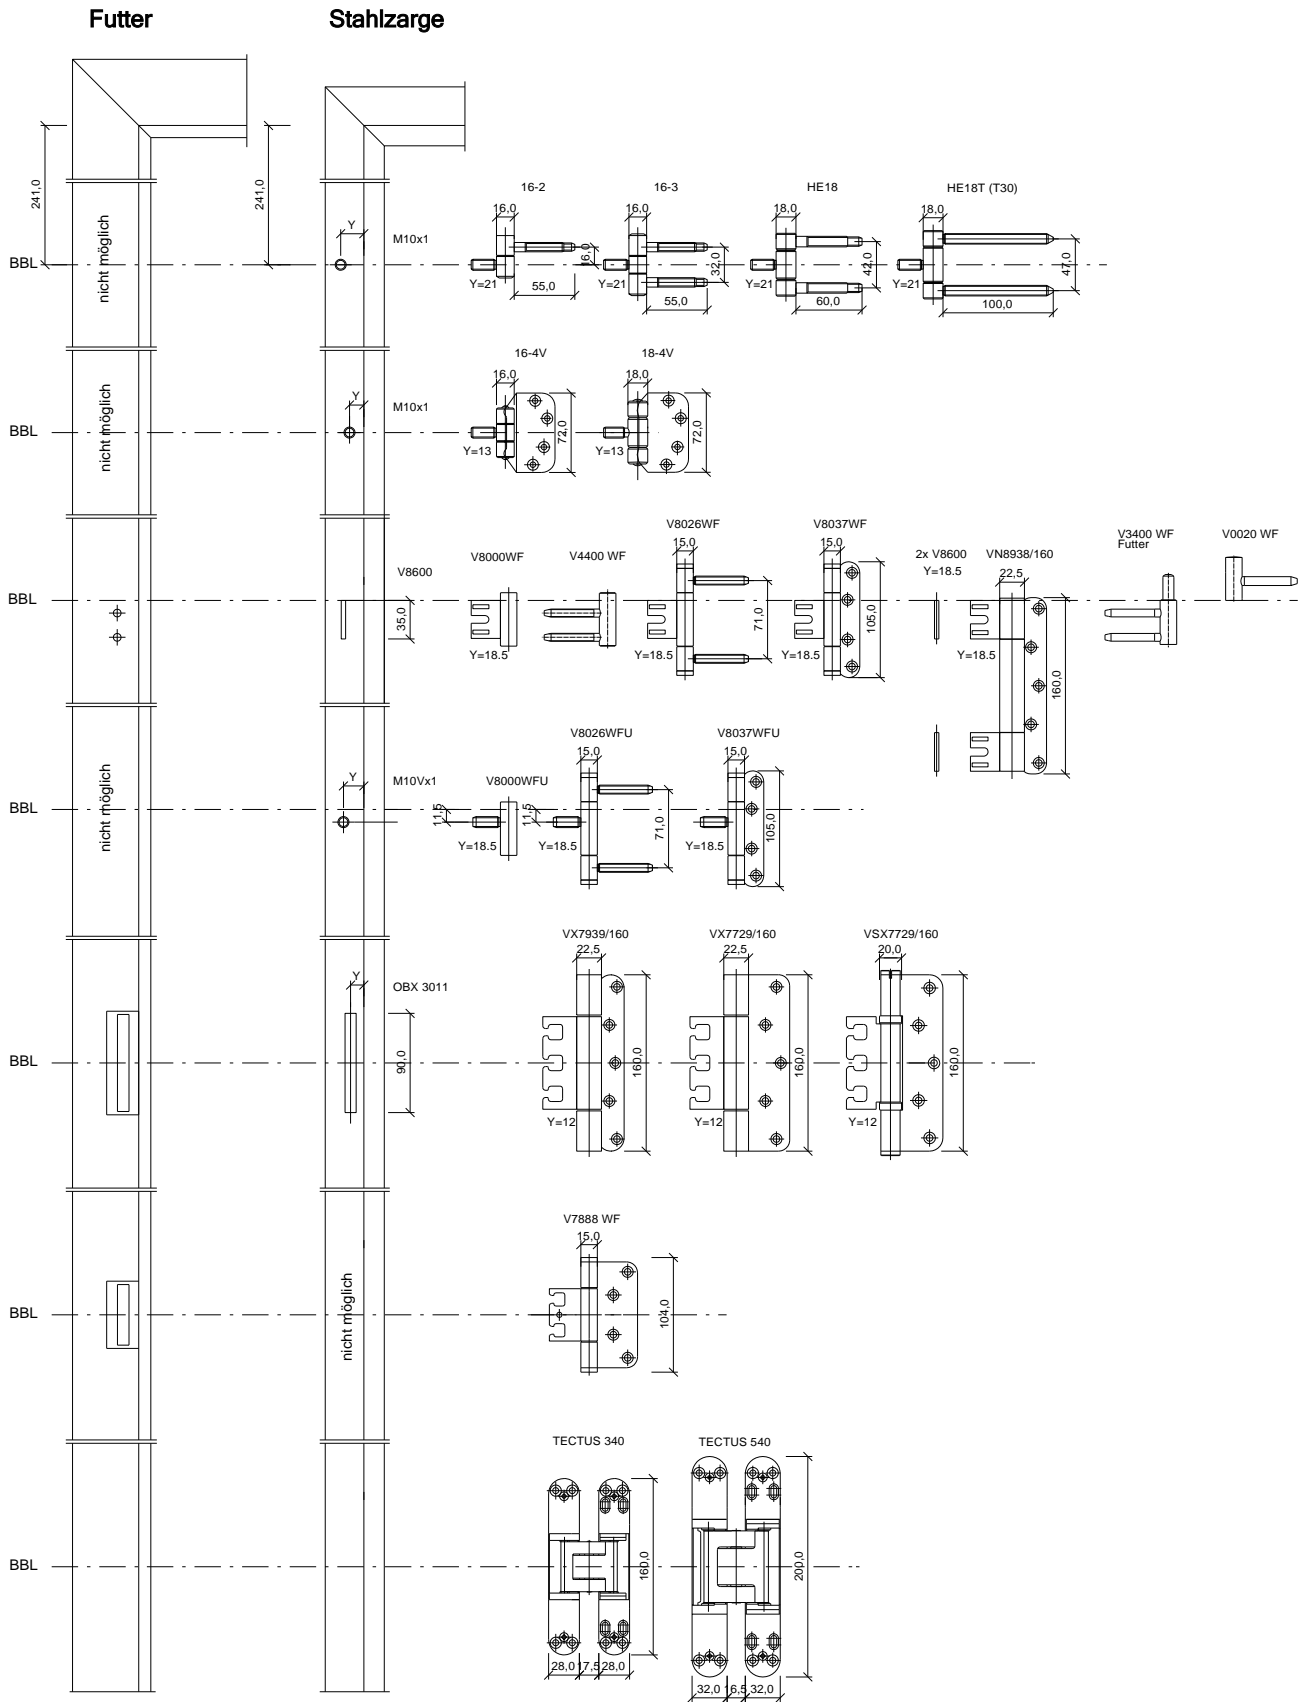 Futter
Stahlzarge
241,0
241,0
BBL
nicht möglich
Y
M10x1
16-2
16,0
16,0
Y=21
55,0
16-3
16,0
32,0
Y=21
55,0
HE18
18,0
42,0
Y=21
60,0
HE18T (T30)
18,0
47,0
Y=21
100,0
BBL
nicht möglich
Y
M10x1
16-4V
16,0
72,0
Y=13
18-4V
18,0
72,0
Y=13
BBL
V8600
35,0
V8000WF
Y=18.5
V4400 WF
V8026WF
15,0
71,0
Y=18.5
V8037WF
15,0
105,0
Y=18.5
2x V8600
Y=18.5
VN8938/160
22,5
160,0
Y=18.5
V3400 WF
Futter
V0020 WF
BBL
nicht möglich
Y
M10Vx1
11,5
V8000WFU
Y=18.5
V8026WFU
15,0
11,5
71,0
Y=18.5
V8037WFU
15,0
105,0
Y=18.5
BBL
Y
OBX 3011
90,0
VX7939/160
22,5
160,0
Y=12
VX7729/160
22,5
160,0
Y=12
VSX7729/160
20,0
160,0
Y=12
BBL
nicht möglich
V7888 WF
15,0
104,0
BBL
TECTUS 340
160,0
28,0
17,5
28,0
TECTUS 540
200,0
32,0
16,5
32,0